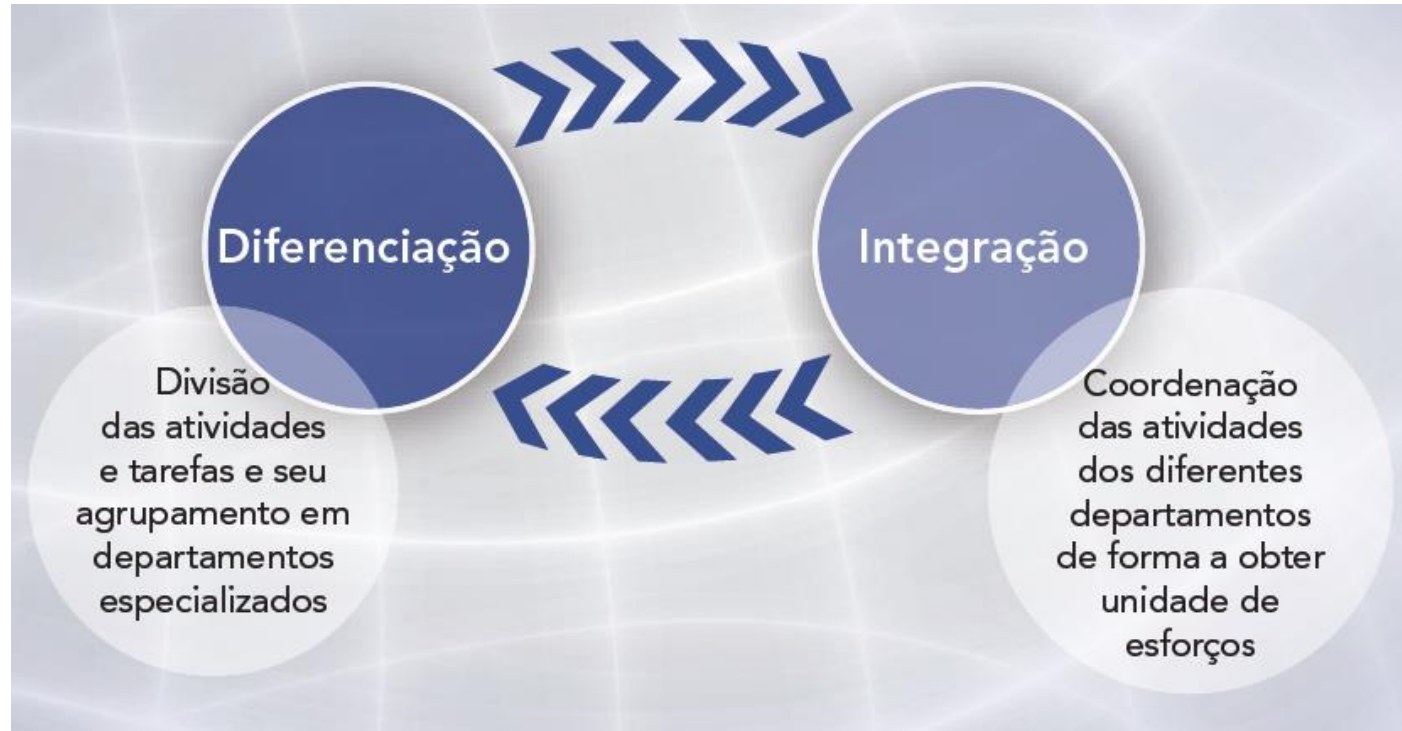 Diferenciação
Divisão
das atividades
e tarefas e seu
agrupamento em
departamentos
especializados
Integração
Coordenação
das atividades
dos diferentes
departamentos
de forma a obter
unidade de
esforços